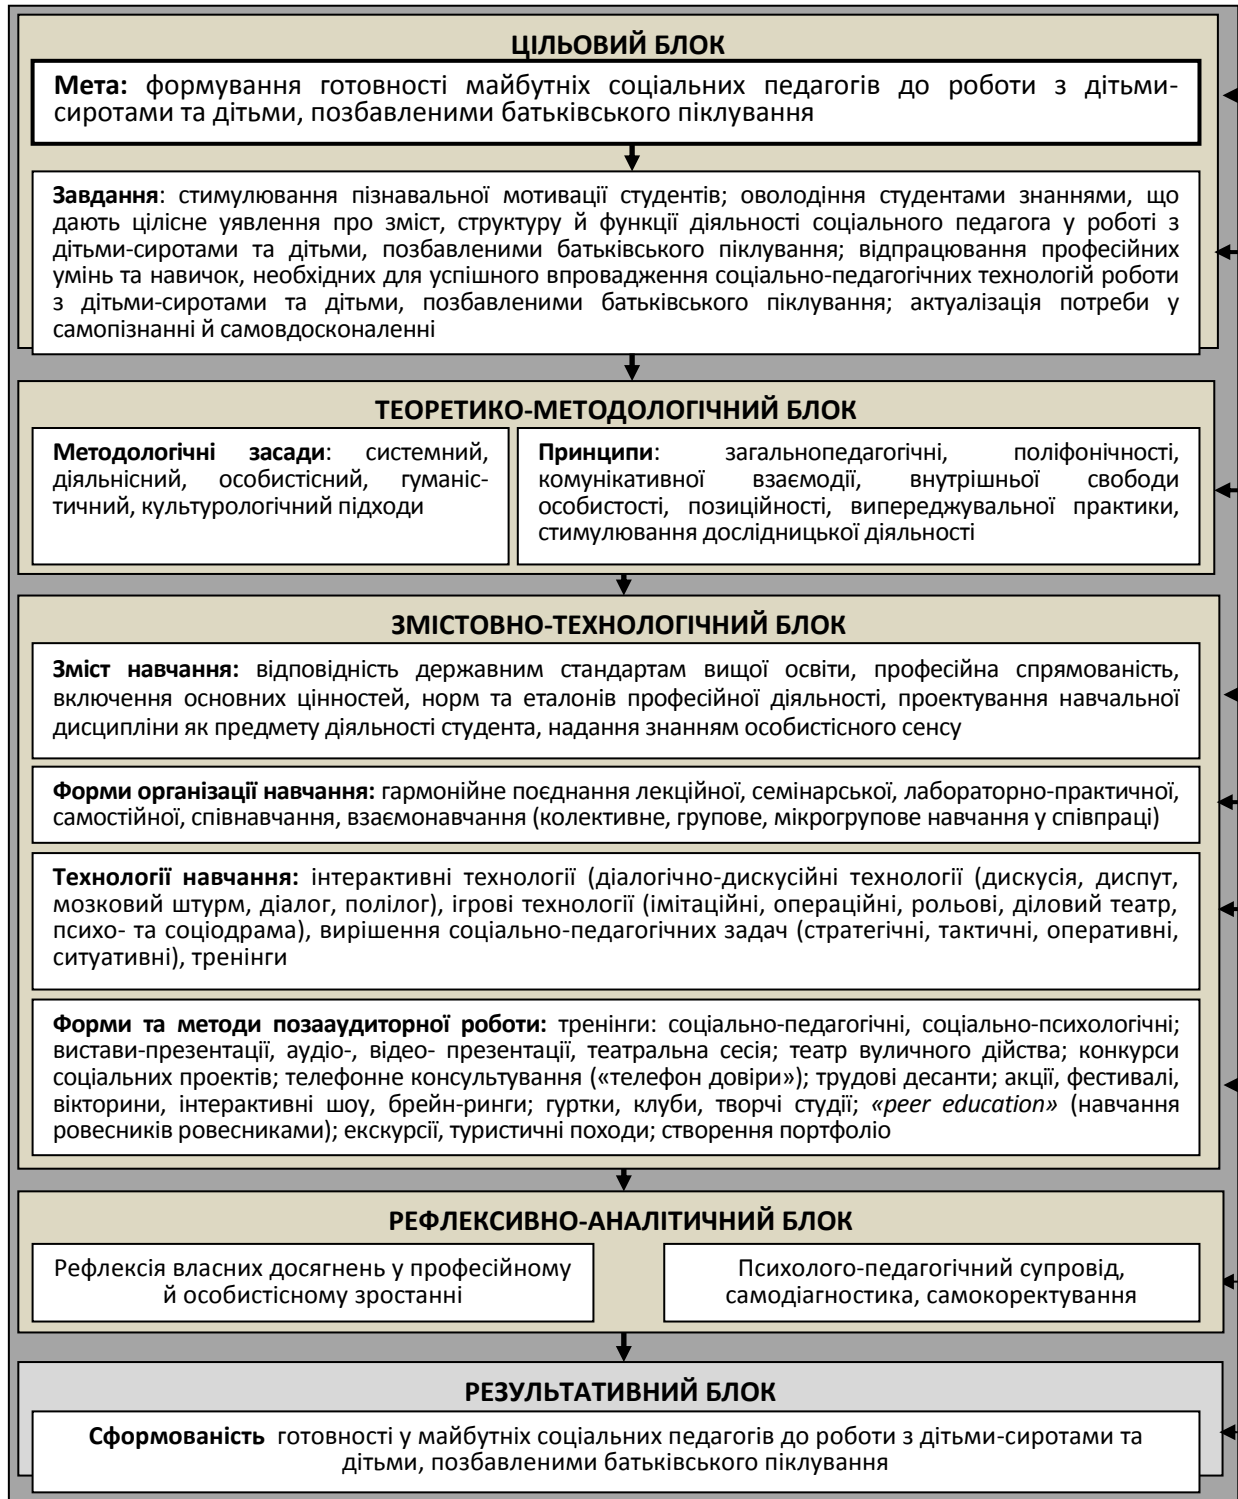 ЦІЛЬОВИЙ БЛОК
Мета: формування готовності майбутніх соціальних педагогів до роботи з дітьми-
сиротами та дітьми, позбавленими батьківського піклування
Завдання: стимулювання пізнавальної мотивації студентів; оволодіння студентами знаннями, що
дають цілісне уявлення про зміст, структуру й функції діяльності соціального педагога у роботі з
дітьми-сиротами та дітьми, позбавленими батьківського піклування; відпрацювання професійних
умінь та навичок, необхідних для успішного впровадження соціально-педагогічних технологій роботи
з дітьми-сиротами та дітьми, позбавленими батьківського піклування; актуалізація потреби у
самопізнанні й самовдосконаленні
ТЕОРЕТИКО-МЕТОДОЛОГІЧНИЙ БЛОК
Методологічні засади: системний,
діяльнісний, особистісний, гуманіс-
тичний, культурологічний підходи
Принципи: загальнопедагогічні, поліфонічності,
комунікативної взаємодії, внутрішньої свободи
особистості, позиційності, випереджувальної практики,
стимулювання дослідницької діяльності
ЗМІСТОВНО-ТЕХНОЛОГІЧНИЙ БЛОК
Зміст навчання: відповідність державним стандартам вищої освіти, професійна спрямованість,
включення основних цінностей, норм та еталонів професійної діяльності, проектування навчальної
дисципліни як предмету діяльності студента, надання знанням особистісного сенсу
Форми організації навчання: гармонійне поєднання лекційної, семінарської, лабораторно-практичної,
самостійної, співнавчання, взаємонавчання (колективне, групове, мікрогрупове навчання у співпраці)
Технології навчання: інтерактивні технології (діалогічно-дискусійні технології (дискусія, диспут,
мозковий штурм, діалог, полілог), ігрові технології (імітаційні, операційні, рольові, діловий театр,
психо- та соціодрама), вирішення соціально-педагогічних задач (стратегічні, тактичні, оперативні,
ситуативні), тренінги
Форми та методи позааудиторної роботи: тренінги: соціально-педагогічні, соціально-психологічні;
вистави-презентації, аудіо-, відео- презентації, театральна сесія; театр вуличного дійства; конкурси
соціальних проектів; телефонне консультування («телефон довіри»); трудові десанти; акції, фестивалі,
вікторини, інтерактивні шоу, брейн-ринги; гуртки, клуби, творчі студії; «peer education» (навчання
ровесників ровесниками); екскурсії, туристичні походи; створення портфоліо
РЕФЛЕКСИВНО-АНАЛІТИЧНИЙ БЛОК
Рефлексія власних досягнень у професійному
й особистісному зростанні
Психолого-педагогічний супровід,
самодіагностика, самокоректування
РЕЗУЛЬТАТИВНИЙ БЛОК
Сформованість готовності у майбутніх соціальних педагогів до роботи з дітьми-сиротами та
дітьми, позбавленими батьківського піклування